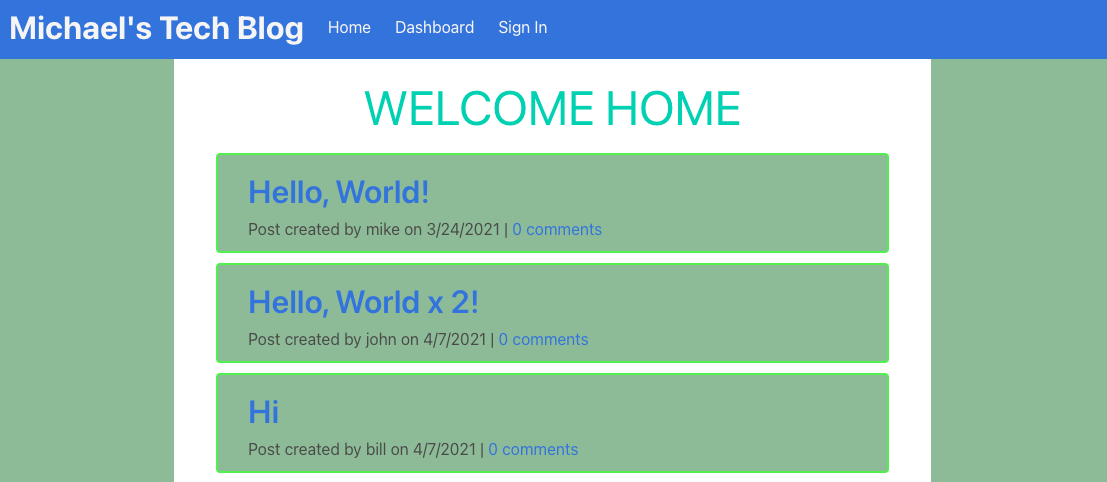 Michael's Tech Blog Home Dashboard Sign In
WELCOME HOME
Hello, World!
Post created by mike on 3/24/2021 | 0 comments
Hello, World x 2!
Post created by john on 4/7/2021 | 0 comments
Hi
Post created by bill on 4/7/2021 | 0 comments